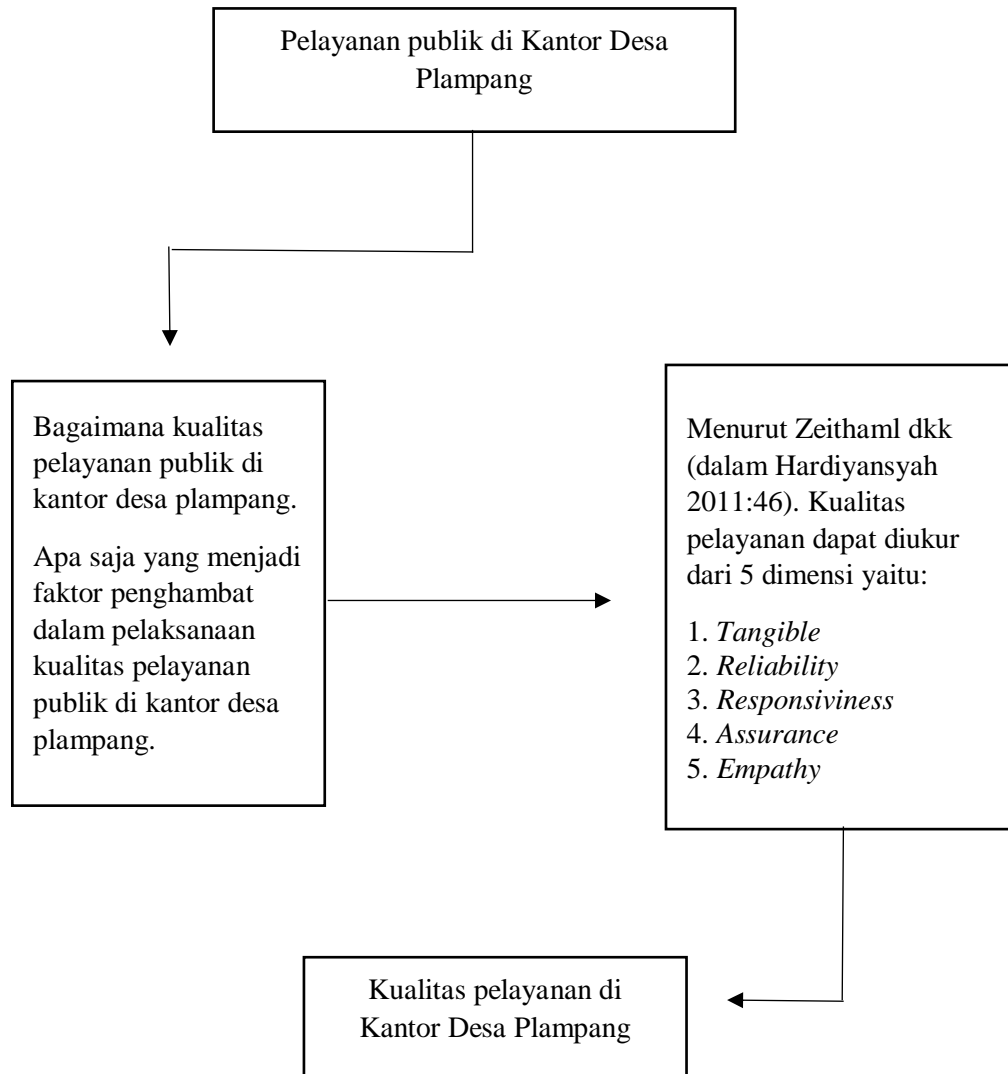 Pelayanan publik di Kantor Desa
Plampang
Bagaimana kualitas
pelayanan publik di
kantor desa plampang.
Apa saja yang menjadi
faktor penghambat
dalam pelaksanaan
kualitas pelayanan
publik di kantor desa
plampang.
Menurut Zeithaml dkk
(dalam Hardiyansyah
2011:46). Kualitas
pelayanan dapat diukur
dari 5 dimensi yaitu:
1. Tangible
2. Reliability
3. Responsiviness
4. Assurance
5. Empathy
Kualitas pelayanan di
Kantor Desa Plampang